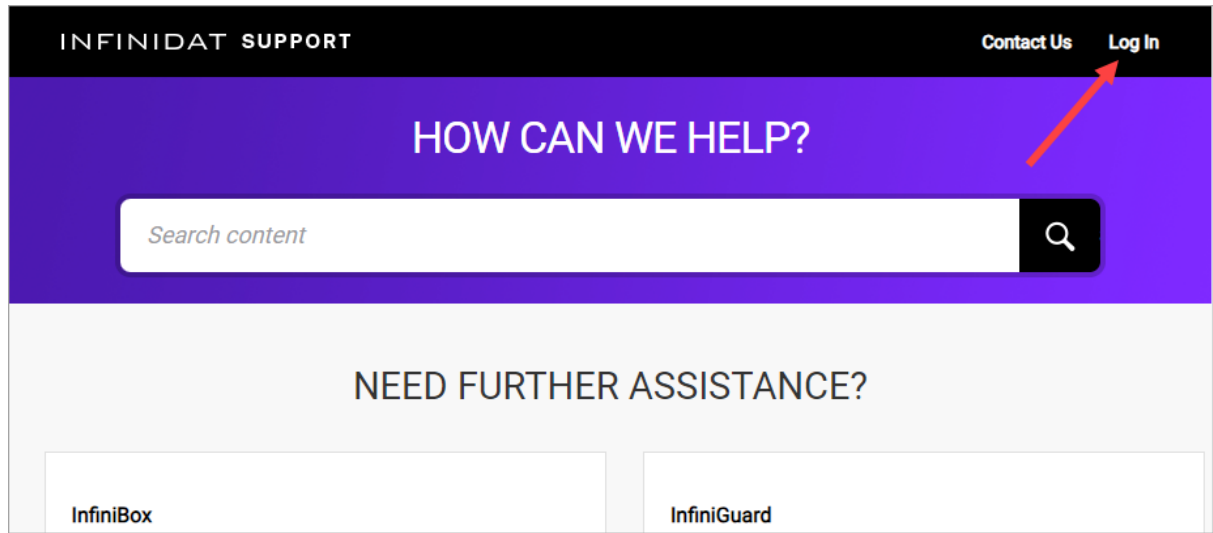 INFINIDAT SUPPORT
Contact Us Log In
HOW CAN WE HELP?
Search content
NEED FURTHER ASSISTANCE?
InfiniBox
InfiniGuard